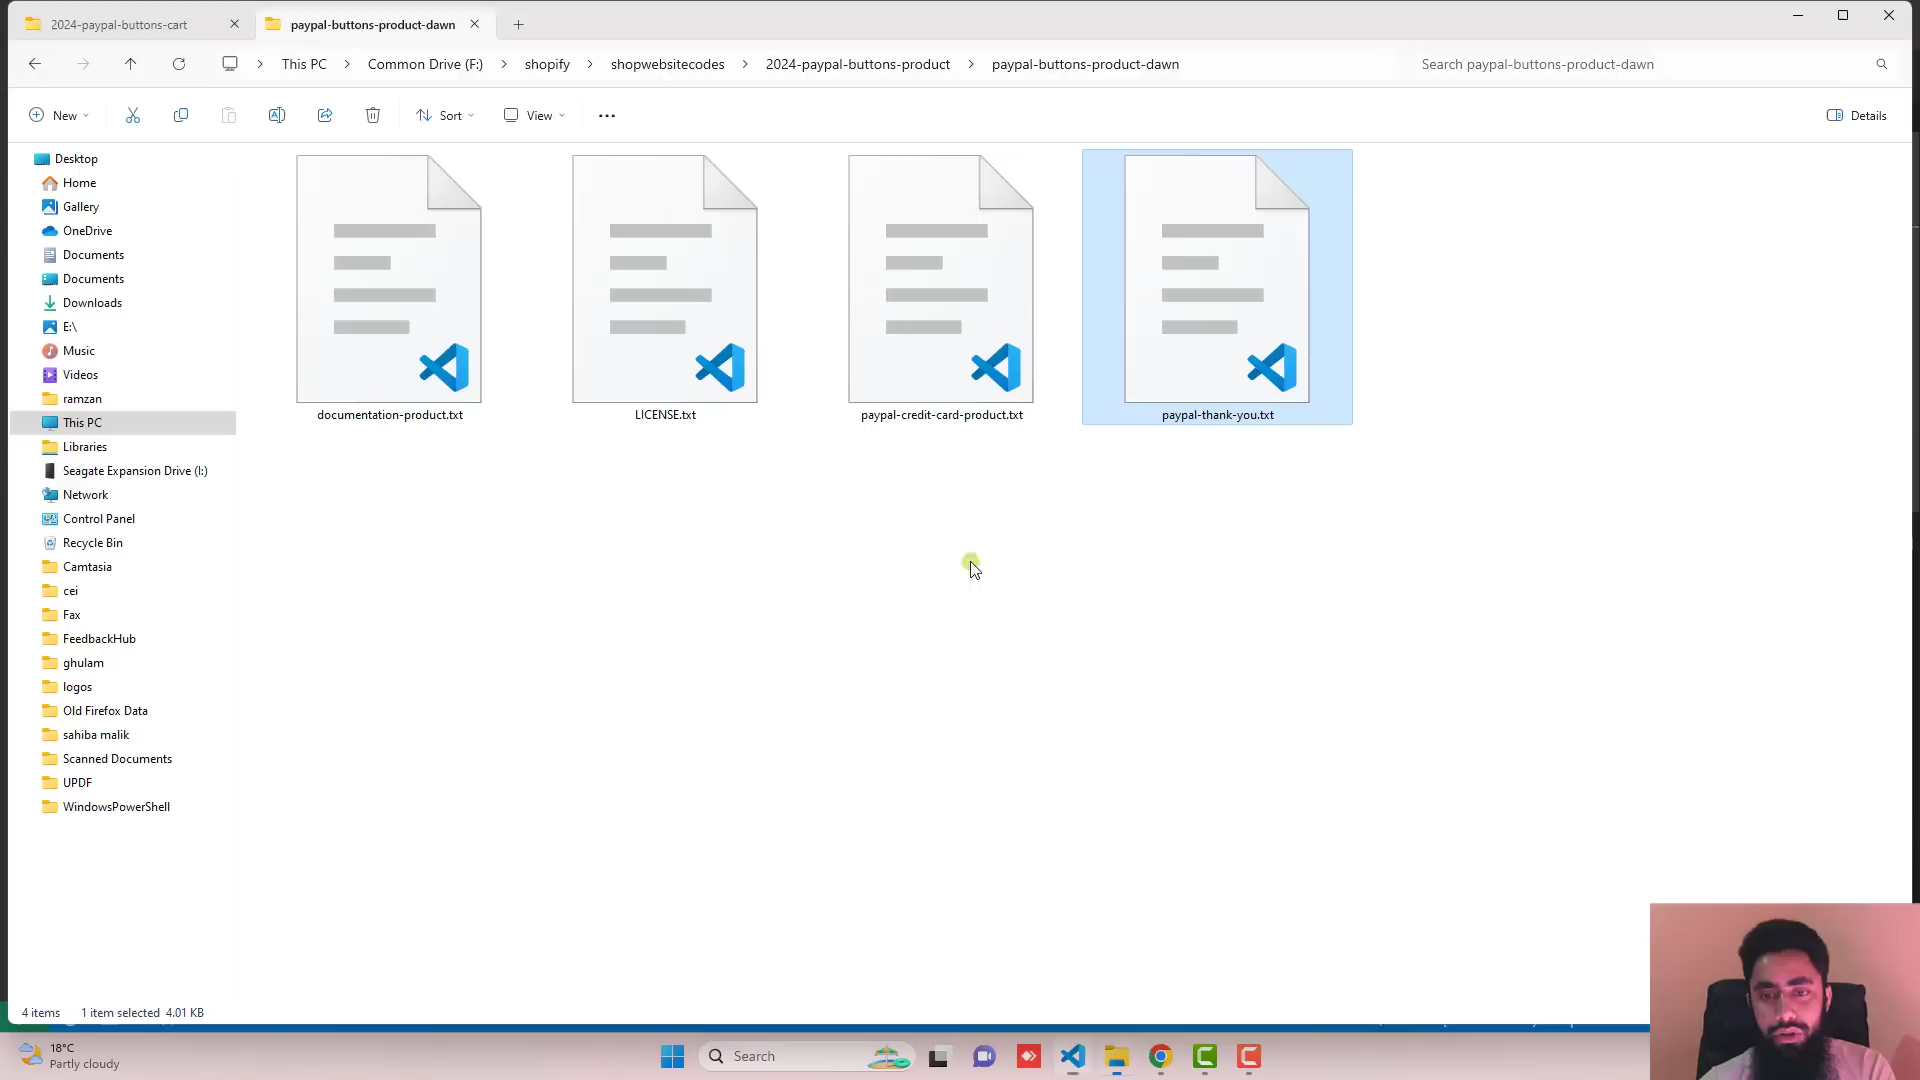 2024-paypal-buttons-cart
paypal-buttons-product-dawn
This PC
Common Drive (F:)
shopify
shopwebsitecodes
2024-paypal-buttons-product
paypal-buttons-product-dawn
Search paypal-buttons-product-dawn
New
Sort
View
Details
Desktop
Home
Gallery
OneDrive
Documents
Documents
Downloads
E:\
Music
Videos
ramzan
This PC
Libraries
Seagate Expansion Drive (I:)
Network
Control Panel
Recycle Bin
Camtasia
cei
Fax
FeedbackHub
ghulam
logos
Old Firefox Data
sahiba malik
Scanned Documents
UPDF
WindowsPowerShell
documentation-product.txt
LICENSE.txt
paypal-credit-card-product.txt
paypal-thank-you.txt
4 items
1 item selected 4.01 KB
18°C
Partly cloudy
Search